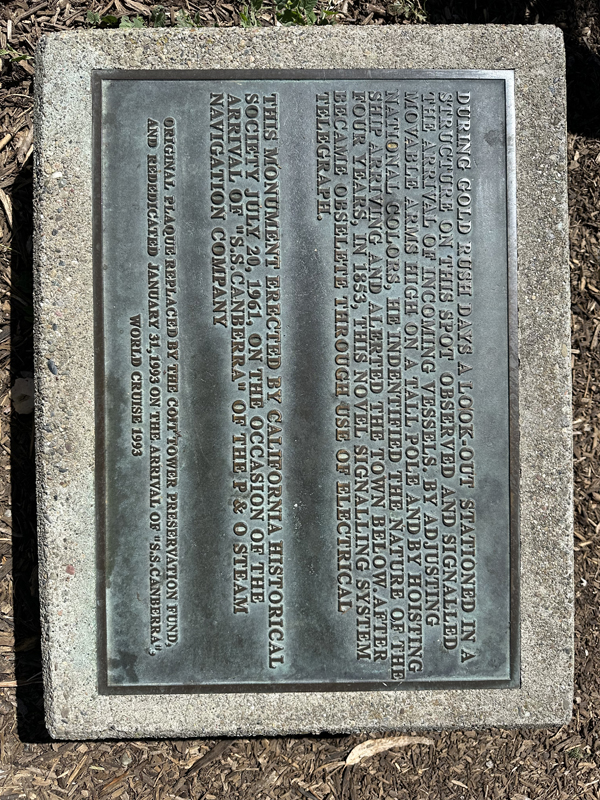 DURING GOLD RUSH DAYS A LOOK-OUT STATIONED IN A
STRUCTURE ON THIS SPOT OBSERVED AND SIGNALLED
THE ARRIVAL OF INCOMING VESSELS BY ADJUSTING
MOVABLE ARMS HIGH ON A TALL POLE AND BY HOISTING
NATIONAL COLORS, HE INDENTIFIED THE NATURE OF THE
SHIP ARRIVING AND ALERTED THE TOWN BELOW. AFTER
FOUR YEARS, IN 1853, THIS NOVEL SIGNALLING SYSTEM
BECAME OBSELETE THROUGH USE OF ELECTRICAL
TELEGRAPH.
THIS MONUMENT ERECTED BY CALIFORNIA HISTORICAL
SOCIETY JULY 20, 1961, ON THE OCCASION OF THE
ARRIVAL OF "S.S.CANBERRA" OF THE P & O STEAM
NAVIGATION COMPANY
ORIGINAL PLAQUE REPLACED BY THE COIT TOWER PRESERVATION FUND,
AND REDEDICATED JANUARY 31, 1993 ON THE ARRIVAL OF "S.S.CANBERRA",
WORLD CRUISE 1993